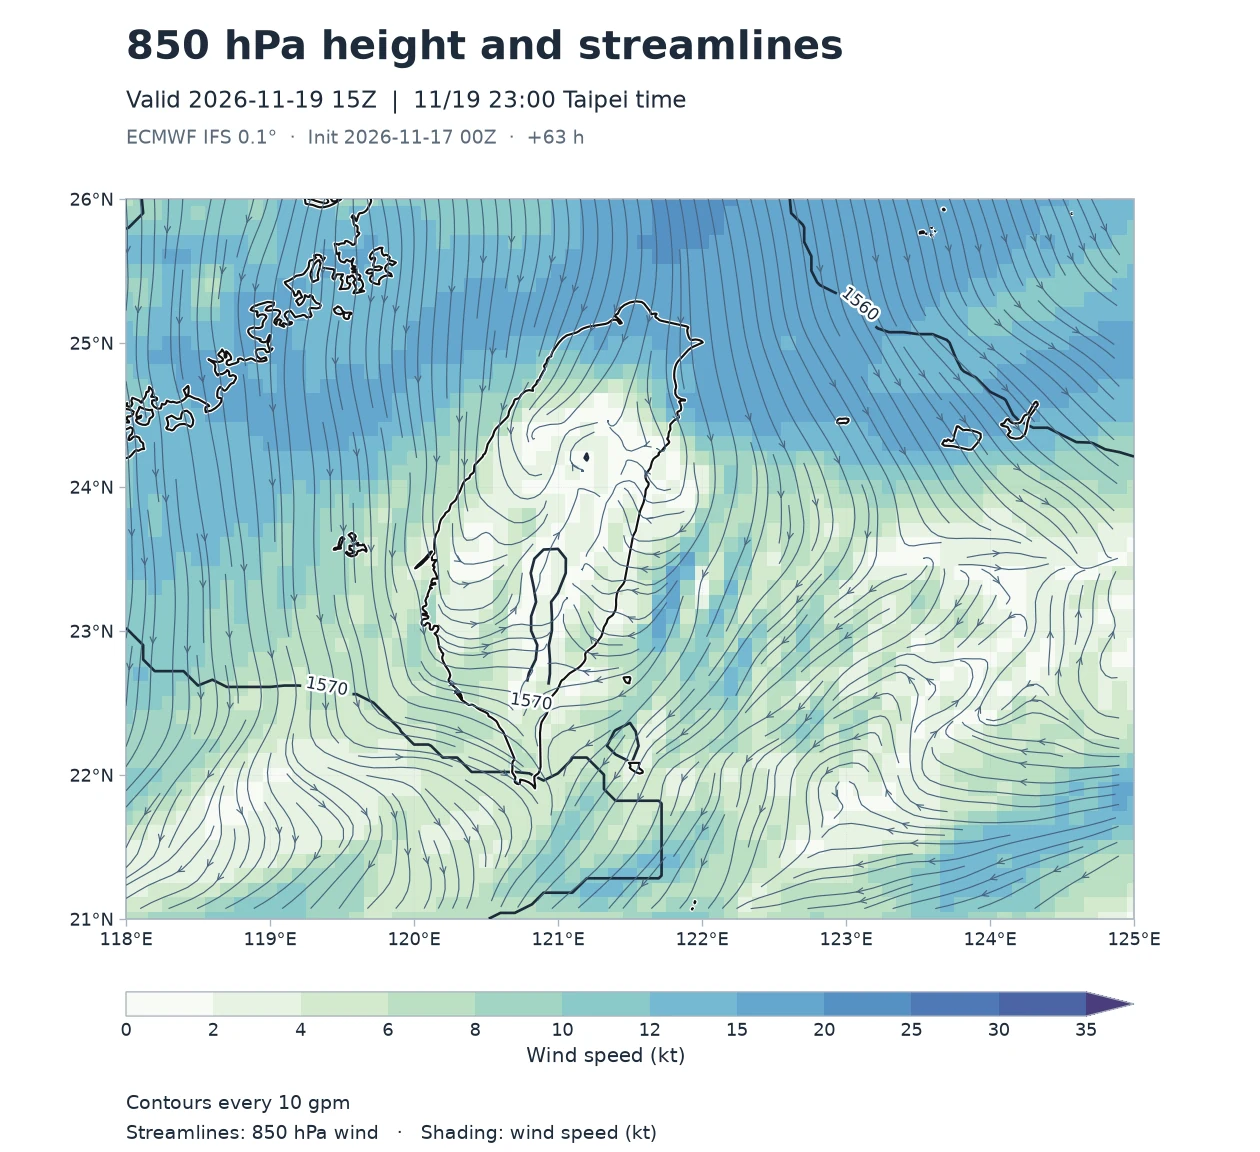 850 hPa height and streamlines
Valid 2026-11-19 15Z | 11/19 23:00 Taipei time
ECMWF IFS 0.1° · Init 2026-11-17 00Z · +63 h
26°N
25°N
24°N
23°N
22°N
21°N
1560
1570
1570
118°E 119°E 120°E 121°E 122°E 123°E 124°E 125°E
0 2 4 6 8 10 12 15 20 25 30 35
Wind speed (kt)
Contours every 10 gpm
Streamlines: 850 hPa wind · Shading: wind speed (kt)